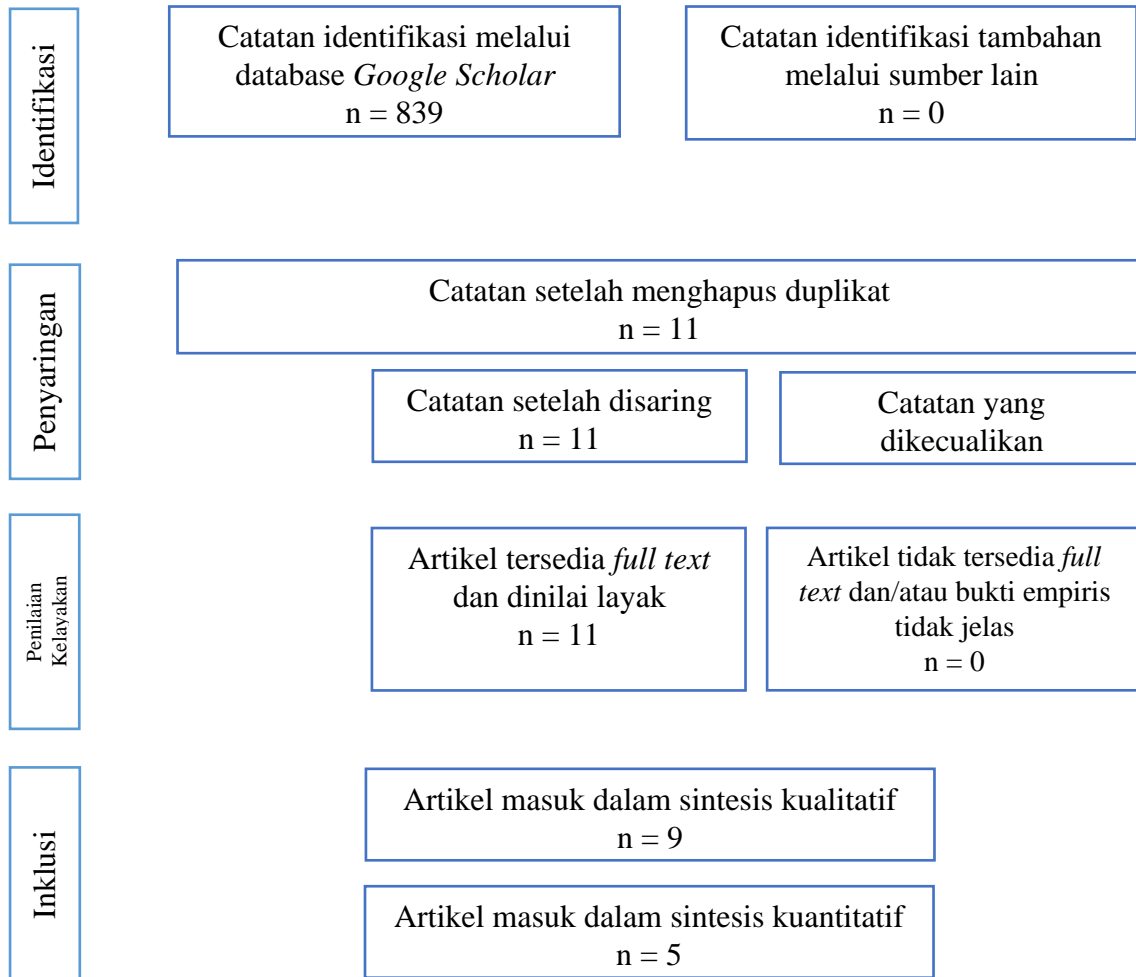 Identifikasi
Catatan identifikasi melalui
database Google Scholar
n = 839
Catatan identifikasi tambahan
melalui sumber lain
n = 0
Penyaringan
Catatan setelah menghapus duplikat
n = 11
Catatan setelah disaring
n = 11
Catatan yang
dikecualikan
Penilaian
Kelayakan
Artikel tersedia full text
dan dinilai layak
n = 11
Artikel tidak tersedia full
text dan/atau bukti empiris
tidak jelas
n = 0
Inklusi
Artikel masuk dalam sintesis kualitatif
n = 9
Artikel masuk dalam sintesis kuantitatif
n = 5